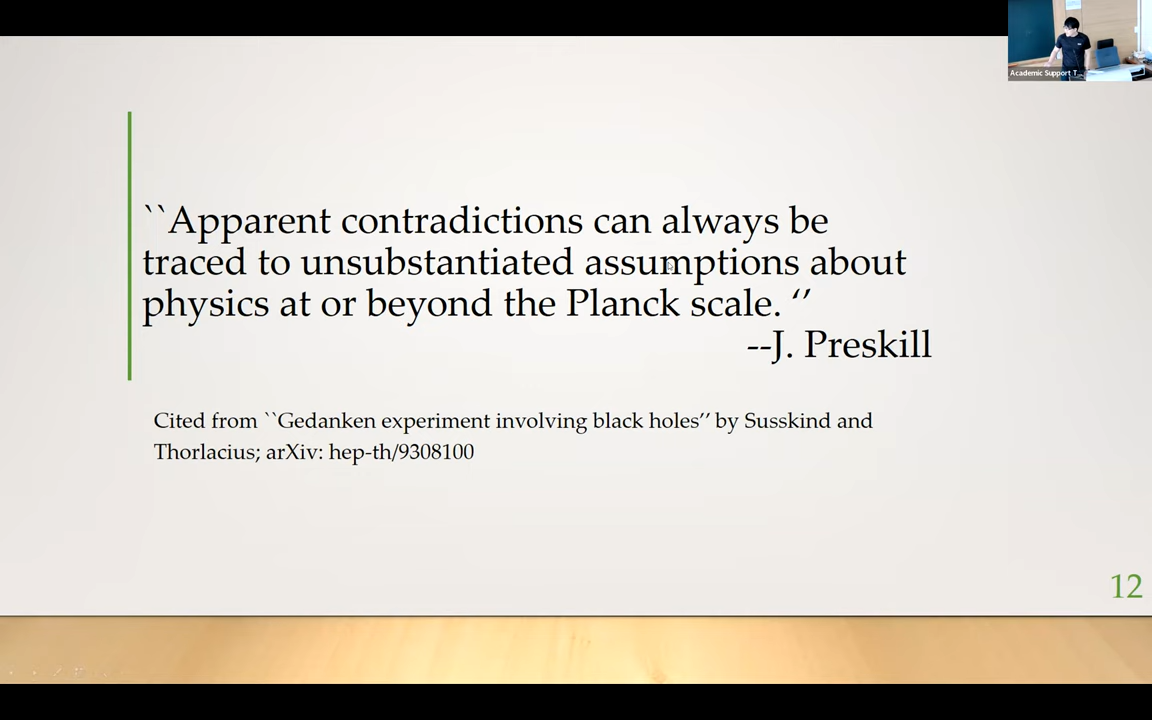 Academic Support T...
``Apparent contradictions can always be
traced to unsubstantiated assumptions about
physics at or beyond the Planck scale. ‘’
--J. Preskill
Cited from ``Gedanken experiment involving black holes’’ by Susskind and
Thorlacius; arXiv: hep-th/9308100
12